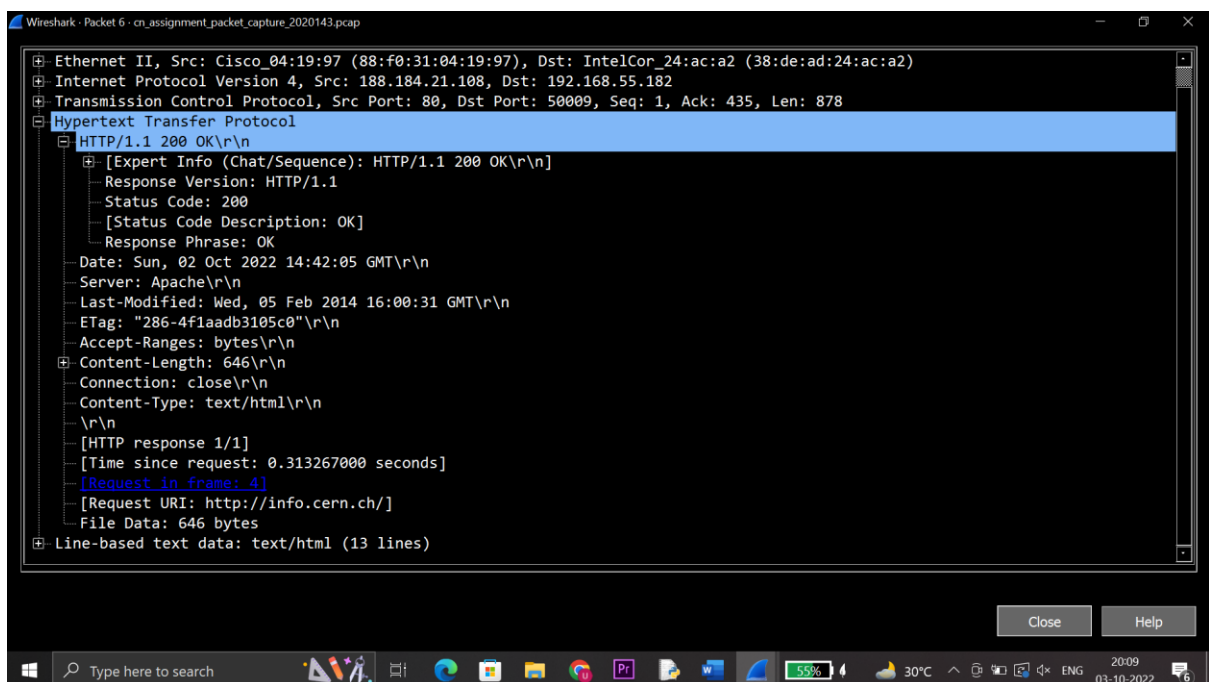 Wireshark · Packet 6 · cn_assignment_packet_capture_2020143.pcap
Ethernet II, Src: Cisco_04:19:97 (88:f0:31:04:19:97), Dst: IntelCor_24:ac:a2 (38:de:ad:24:ac:a2)
Internet Protocol Version 4, Src: 188.184.21.108, Dst: 192.168.55.182
Transmission Control Protocol, Src Port: 80, Dst Port: 50009, Seq: 1, Ack: 435, Len: 878
Hypertext Transfer Protocol
HTTP/1.1 200 OK\r\n
[Expert Info (Chat/Sequence): HTTP/1.1 200 OK\r\n]
Response Version: HTTP/1.1
Status Code: 200
[Status Code Description: OK]
Response Phrase: OK
Date: Sun, 02 Oct 2022 14:42:05 GMT\r\n
Server: Apache\r\n
Last-Modified: Wed, 05 Feb 2014 16:00:31 GMT\r\n
ETag: "286-4f1aadb3105c0"\r\n
Accept-Ranges: bytes\r\n
Content-Length: 646\r\n
Connection: close\r\n
Content-Type: text/html\r\n
\r\n
[HTTP response 1/1]
[Time since request: 0.313267000 seconds]
[Request in frame: 4]
[Request URI: http://info.cern.ch/]
File Data: 646 bytes
Line-based text data: text/html (13 lines)
Close Help
Type here to search Pr W 55% 30°C ENG 20:09
03-10-2022 6